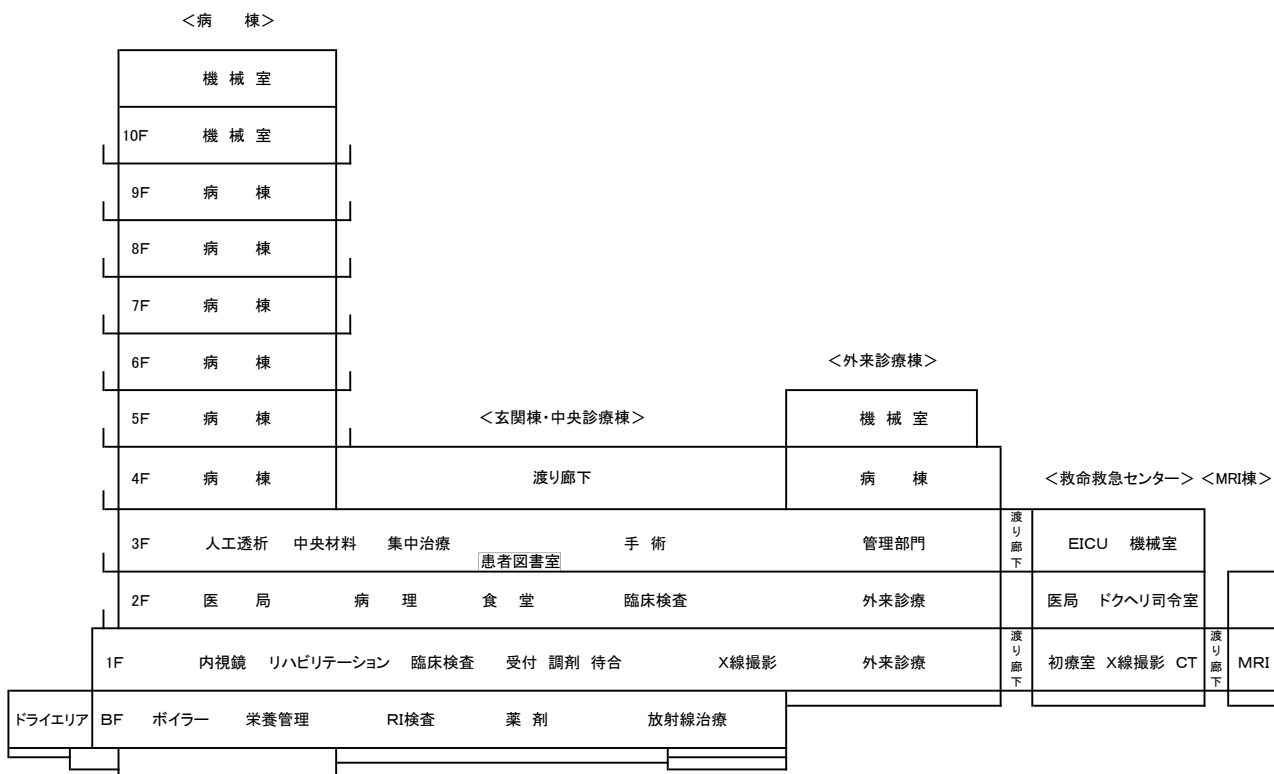 <病 棟>
機 械 室
10F 機 械 室
9F 病 棟
8F 病 棟
7F 病 棟
6F 病 棟
<外来診療棟>
5F 病 棟 <玄関棟・中央診療棟> 機 械 室
4F 病 棟 渡り廊下 病 棟 <救命救急センター> <MRI棟>
3F 人工透析 中央材料 集中治療 手 術 管理部門 渡り廊下 EICU 機械室
患者図書室
2F 医 局 病 理 食 堂 臨床検査 外来診療 医局 ドクヘリ司令室
1F 内視鏡 リハビリテーション 臨床検査 受付 調剤 待合 X線撮影 外来診療 渡り廊下 初療室 X線撮影 CT 渡り廊下 MRI
ドライエリア BF ボイラー 栄養管理 RI検査 薬 剤 放射線治療